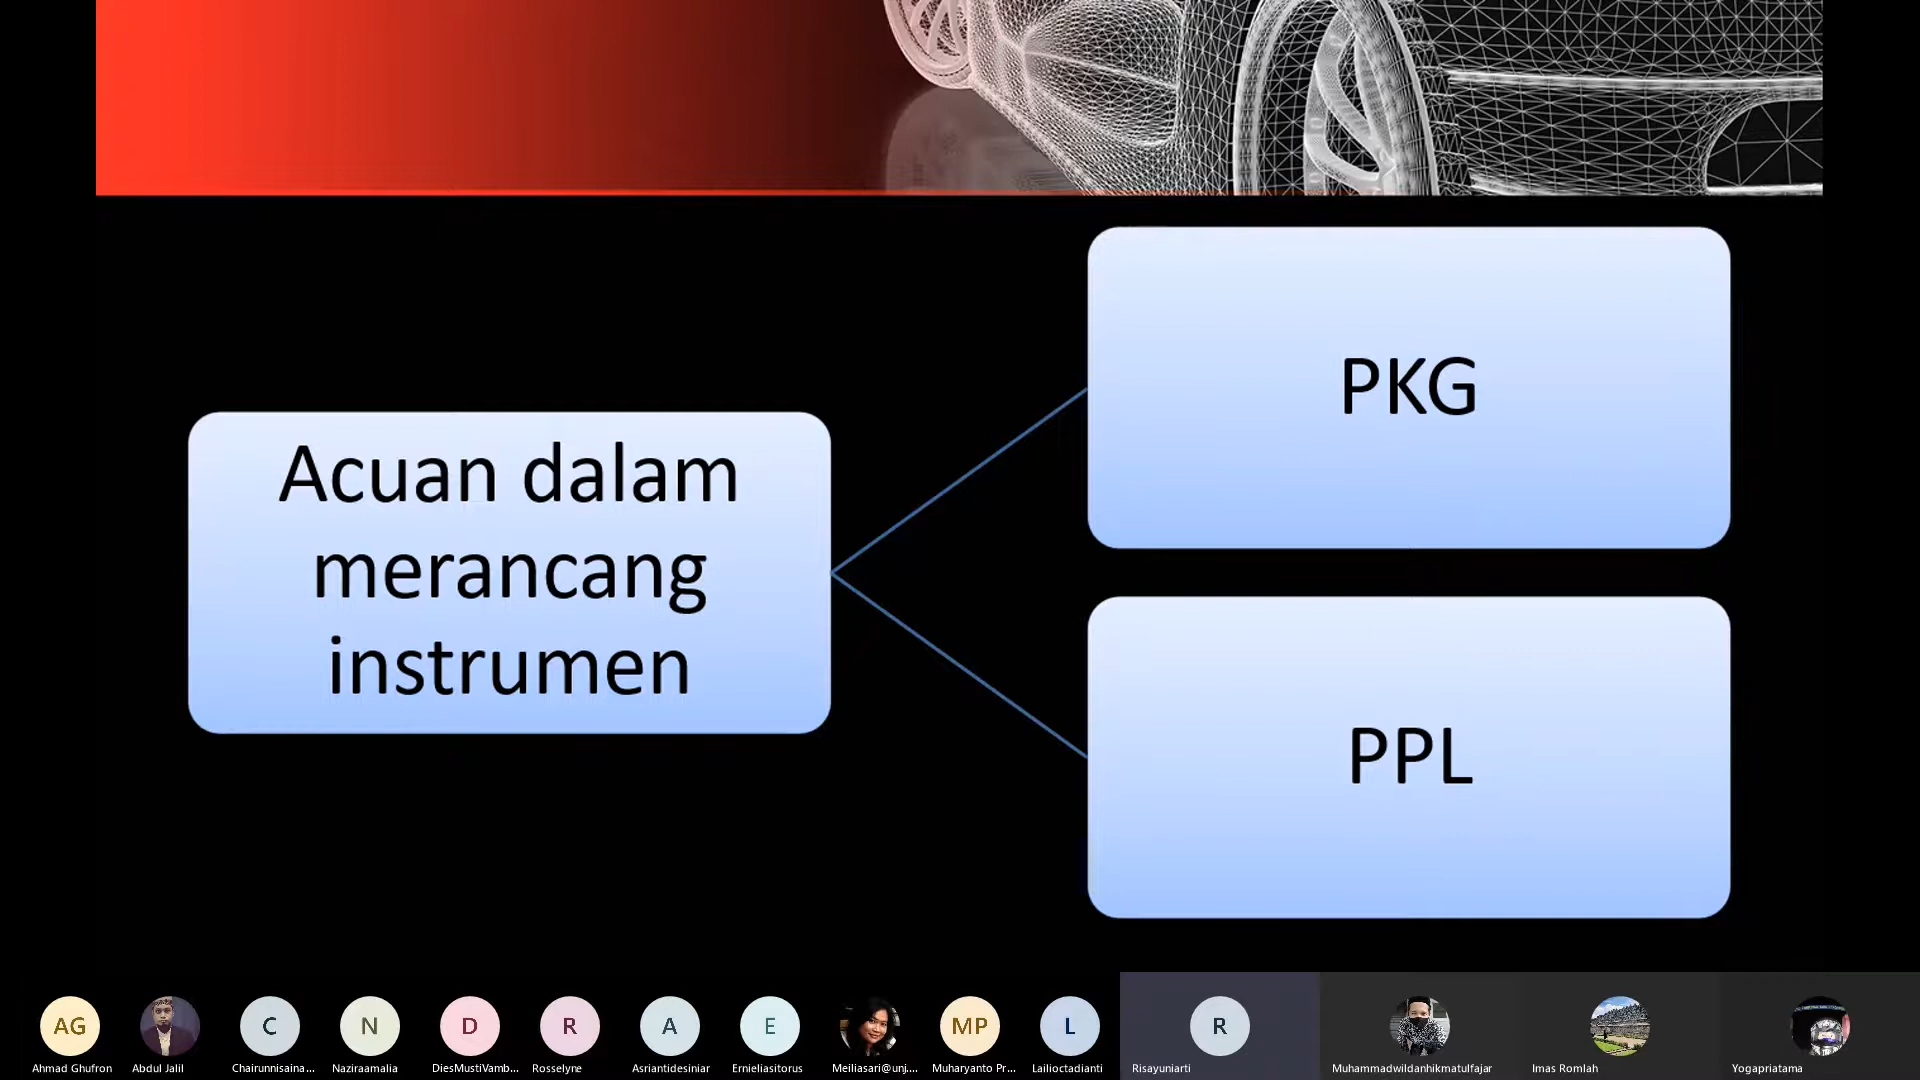 Acuan dalam
merancang
instrumen
PKG
PPL
AG
C
N
D
R
A
E
MP
L
R
Ahmad Ghufron
Abdul Jalil
Chairunnisaina...
Naziraamalia
DiesMustiVamb...
Rosselyne
Asriantidesiniar
Ernieliasitorus
Meiliasari@unj....
Muharyanto Pr...
Lailioctadianti
Risayuniarti
Muhammadwildanhikmatulfajar
Imas Romlah
Yogapriatama